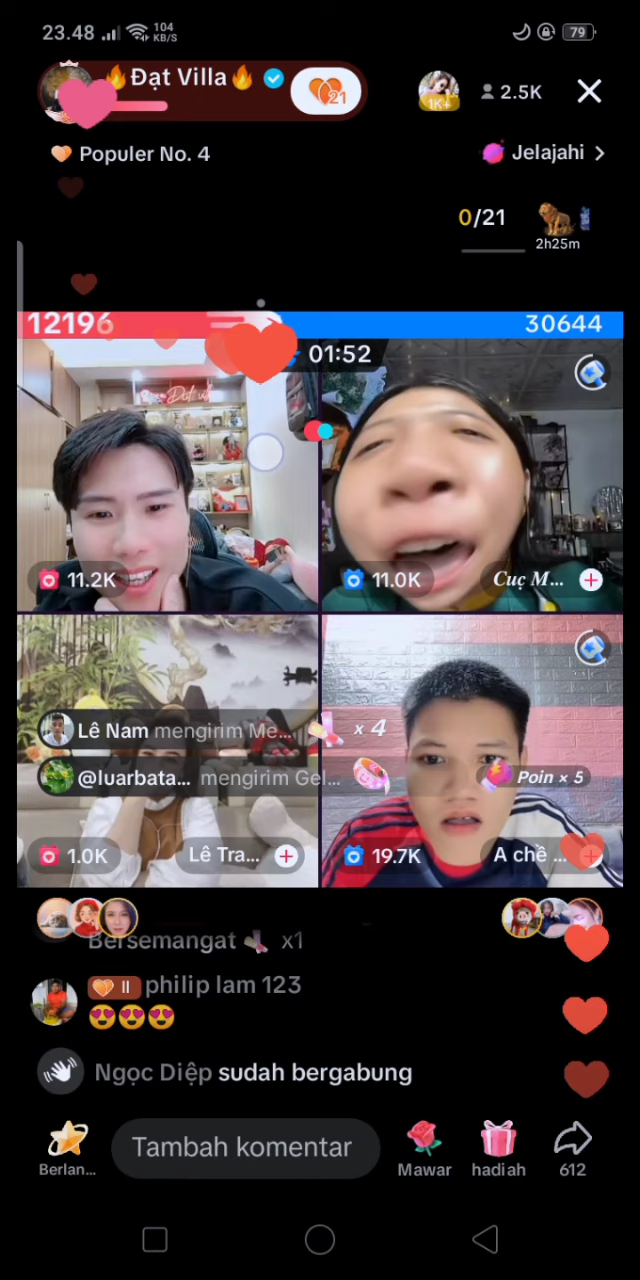 23.48
104
KB/S
79
🔥Đạt Villa🔥
21
1K+
2.5K
Populer No. 4
Jelajahi
0/21
2h25m
12196
30644
01:52
11.2K
11.0K
Cục M...
Lê Nam mengirim Me...
x 4
@luarbata... mengirim Gel...
Poin × 5
1.0K
Lê Tra...
19.7K
A chề ...
Bersemangat x1
II philip lam 123
😍😍😍
Ngọc Diệp sudah bergabung
Berlan...
Tambah komentar
Mawar
hadiah
612